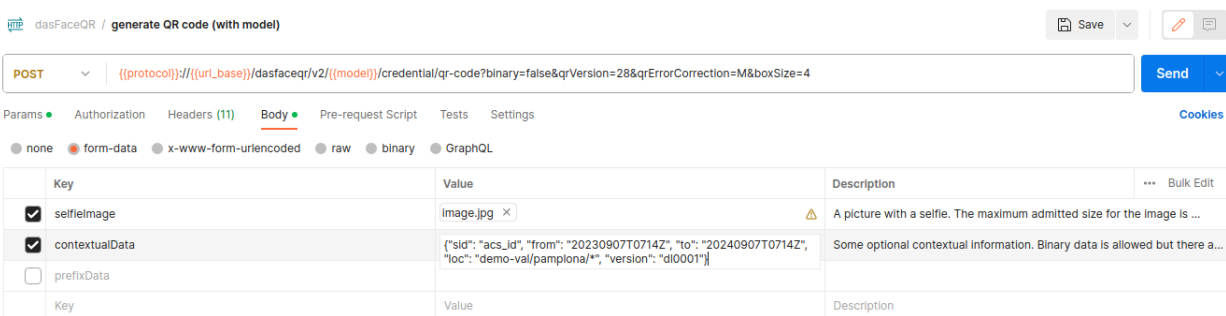 HTTP dasFaceQR / generate QR code (with model) Save
POST {{protocol}}://{{url_base}}/dasfaceqr/v2/{{model}}/credential/qr-code?binary=false&qrVersion=28&qrErrorCorrection=M&boxSize=4 Send
Params Authorization Headers (11) Body Pre-request Script Tests Settings Cookies
none form-data x-www-form-urlencoded raw binary GraphQL
Key Value Description ••• Bulk Edit
selfieImage image.jpg × A picture with a selfie. The maximum admitted size for the image is ...
contextualData {"sid": "acs_id", "from": "20230907T0714Z", "to": "20240907T0714Z", Some optional contextual information. Binary data is allowed but there a...
"loc": "demo-val/pamplona/*", "version": "dl0001"}
prefixData
Key Value Description